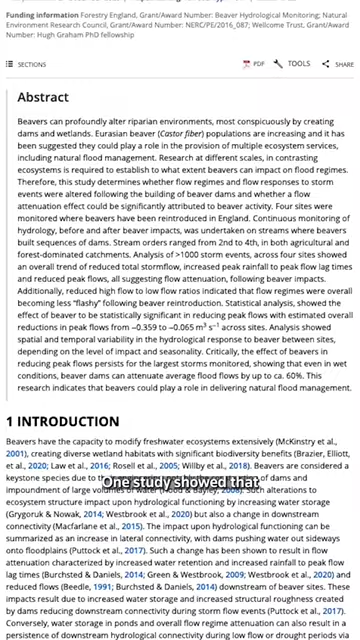 Funding information Forestry England, Grant/Award Number: Beaver Hydrological Monitoring; Natural
Environment Research Council, Grant/Award Number: NERC/PE/2016_087; Wellcome Trust, Grant/Award
Number: Hugh Graham PhD fellowship
SECTIONS
PDF
TOOLS
SHARE
Abstract
Beavers can profoundly alter riparian environments, most conspicuously by creating
dams and wetlands. Eurasian beaver (Castor fiber) populations are increasing and it has
been suggested they could play a role in the provision of multiple ecosystem services,
including natural flood management. Research at different scales, in contrasting
ecosystems is required to establish to what extent beavers can impact on flood regimes.
Therefore, this study determines whether flow regimes and flow responses to storm
events were altered following the building of beaver dams and whether a flow
attenuation effect could be significantly attributed to beaver activity. Four sites were
monitored where beavers have been reintroduced in England. Continuous monitoring of
hydrology, before and after beaver impacts, was undertaken on streams where beavers
built sequences of dams. Stream orders ranged from 2nd to 4th, in both agricultural and
forest-dominated catchments. Analysis of >1000 storm events, across four sites showed
an overall trend of reduced total stormflow, increased peak rainfall to peak flow lag times
and reduced peak flows, all suggesting flow attenuation, following beaver impacts.
Additionally, reduced high flow to low flow ratios indicated that flow regimes were overall
becoming less "flashy" following beaver reintroduction. Statistical analysis, showed the
effect of beaver to be statistically significant in reducing peak flows with estimated overall
reductions in peak flows from −0.359 to −0.065 m³ s⁻¹ across sites. Analysis showed
spatial and temporal variability in the hydrological response to beaver between sites,
depending on the level of impact and seasonality. Critically, the effect of beavers in
reducing peak flows persists for the largest storms monitored, showing that even in wet
conditions, beaver dams can attenuate average flood flows by up to ca. 60%. This
research indicates that beavers could play a role in delivering natural flood management.
1 INTRODUCTION
Beavers have the capacity to modify freshwater ecosystems extensively (McKinstry et al.,
2001), creating diverse wetland habitats with significant biodiversity benefits (Brazier, Elliott,
et al., 2020; Law et al., 2016; Rosell et al., 2005; Willby et al., 2018). Beavers are considered a
keystone species due to
of dams and
One study showed that
impoundment of large volumes of water
Such alterations to
ecosystem structure impact upon hydrological functioning by increasing water storage
(Grygoruk & Nowak, 2014; Westbrook et al., 2020) but also a change in downstream
connectivity (Macfarlane et al., 2015). The impact upon hydrological functioning can be
summarized as an increase in lateral connectivity, with dams pushing water out sideways
onto floodplains (Puttock et al., 2017). Such a change has been shown to result in flow
attenuation characterized by increased water retention and increased rainfall to peak flow
lag times (Burchsted & Daniels, 2014; Green & Westbrook, 2009; Westbrook et al., 2020) and
reduced flows (Beedle, 1991; Burchsted & Daniels, 2014) downstream of beaver sites. These
impacts result due to increased water storage and increased structural roughness created
by dams reducing downstream connectivity during storm flow events (Puttock et al., 2017).
Conversely, water storage in ponds and overall flow regime attenuation can also result in a
persistence of downstream hydrological connectivity during low flow or drought periods